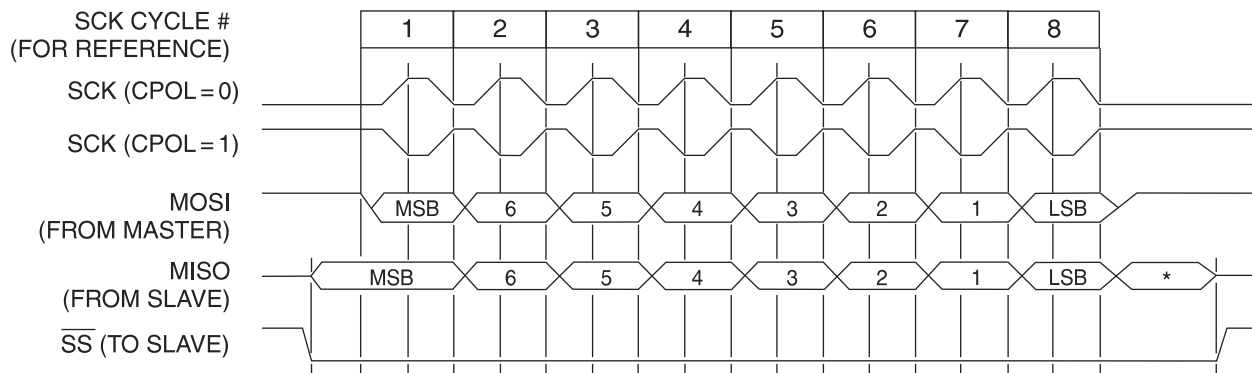 SCK CYCLE # 1 2 3 4 5 6 7 8
(FOR REFERENCE)
SCK (CPOL=0)
SCK (CPOL=1)
MOSI MSB 6 5 4 3 2 1 LSB
(FROM MASTER)
MISO MSB 6 5 4 3 2 1 LSB *
(FROM SLAVE)
SS (TO SLAVE)